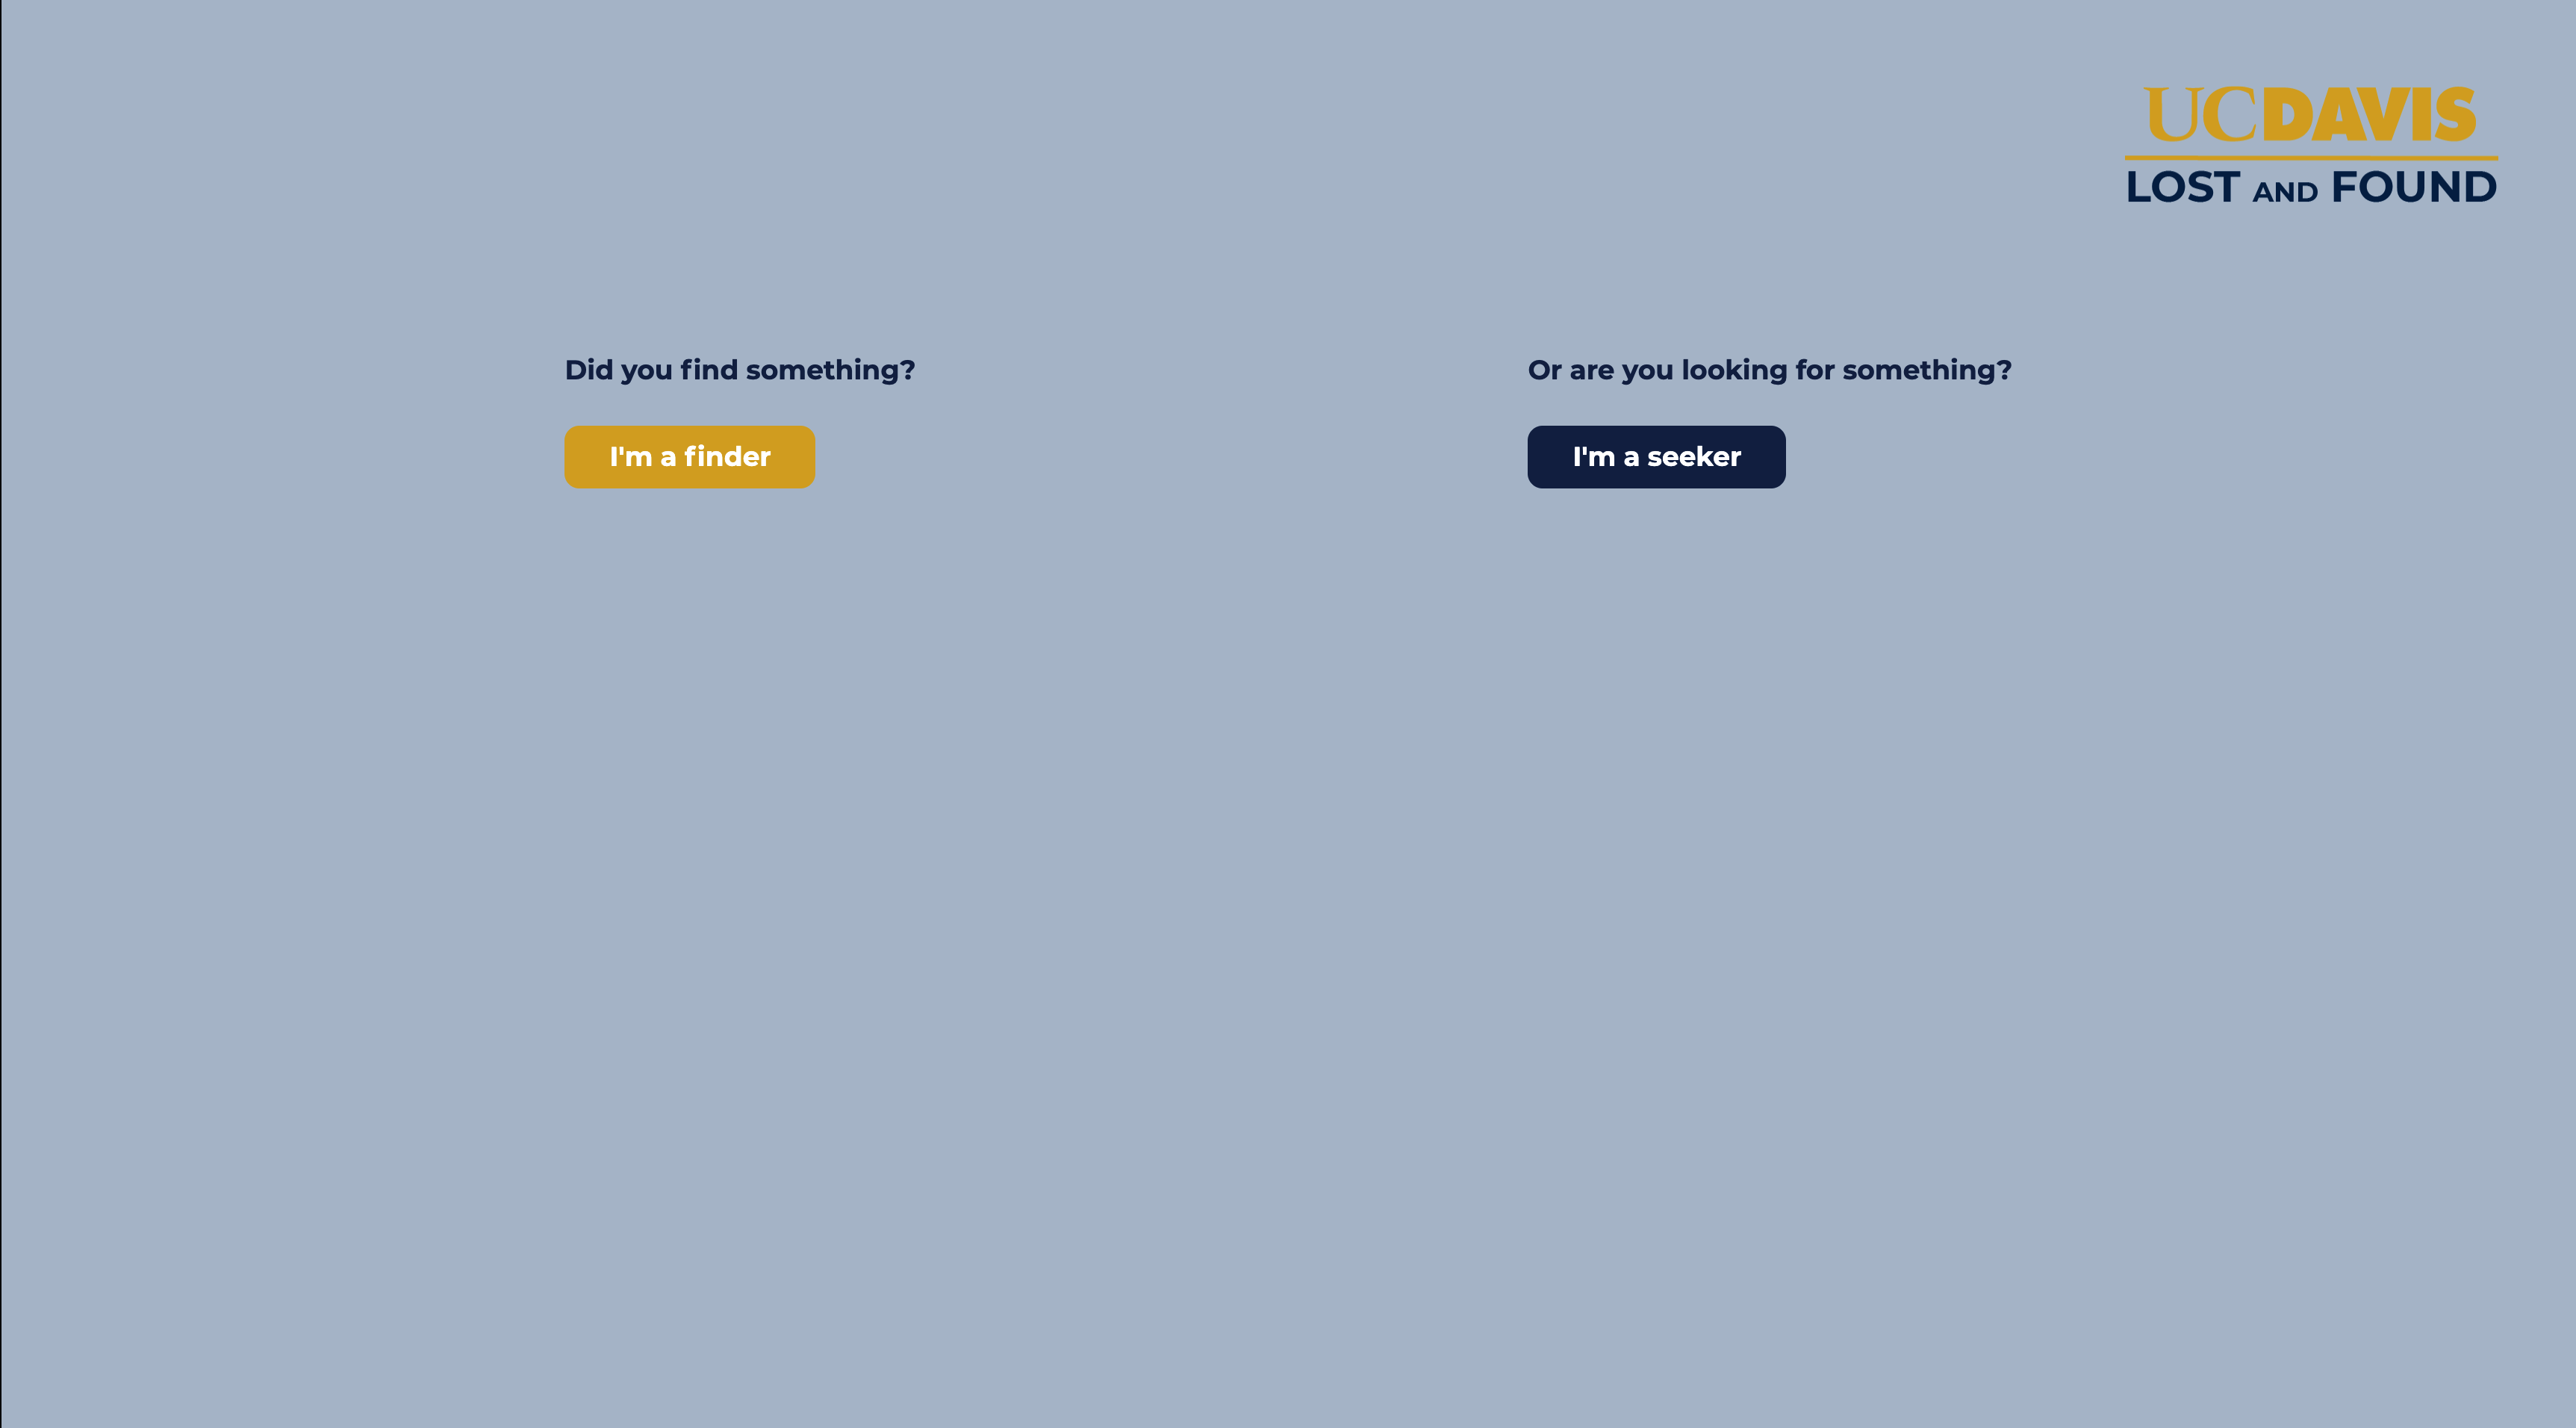 UCDAVIS
LOST AND FOUND
Did you find something?
I'm a finder
Or are you looking for something?
I'm a seeker